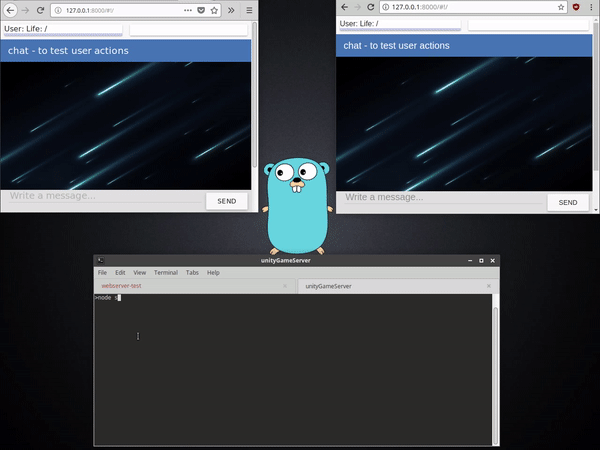 127.0.0.1:8000/#!/
User: Life: /
chat - to test user actions
Write a message...
SEND
127.0.0.1:8000/#!/
User: Life: /
chat - to test user actions
Write a message...
SEND
unityGameServer
File Edit View Terminal Tabs Help
webserver-test
unityGameServer
>node s